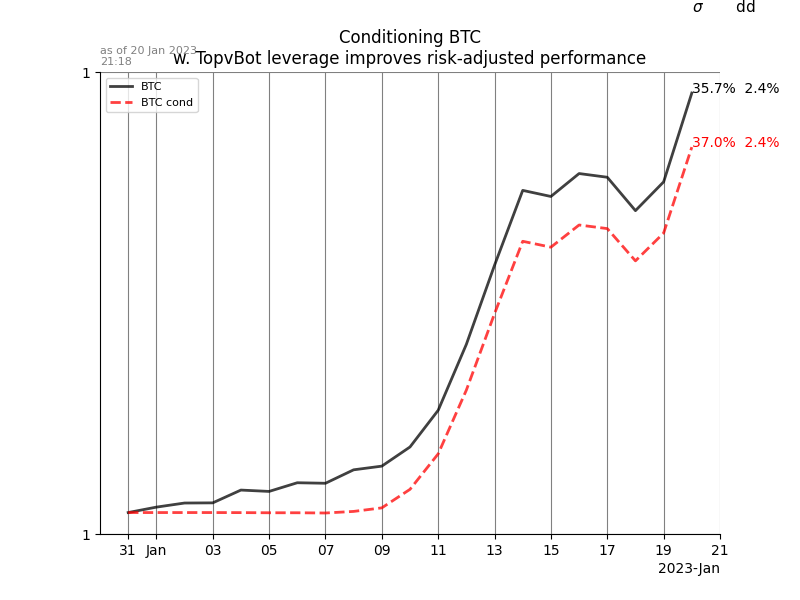 σ dd
Conditioning BTC
as of 20 Jan 2023
21:18
w. TopvBot leverage improves risk-adjusted performance
1
BTC
BTC cond
35.7% 2.4%
37.0% 2.4%
1
31 Jan 03 05 07 09 11 13 15 17 19 21
2023-Jan